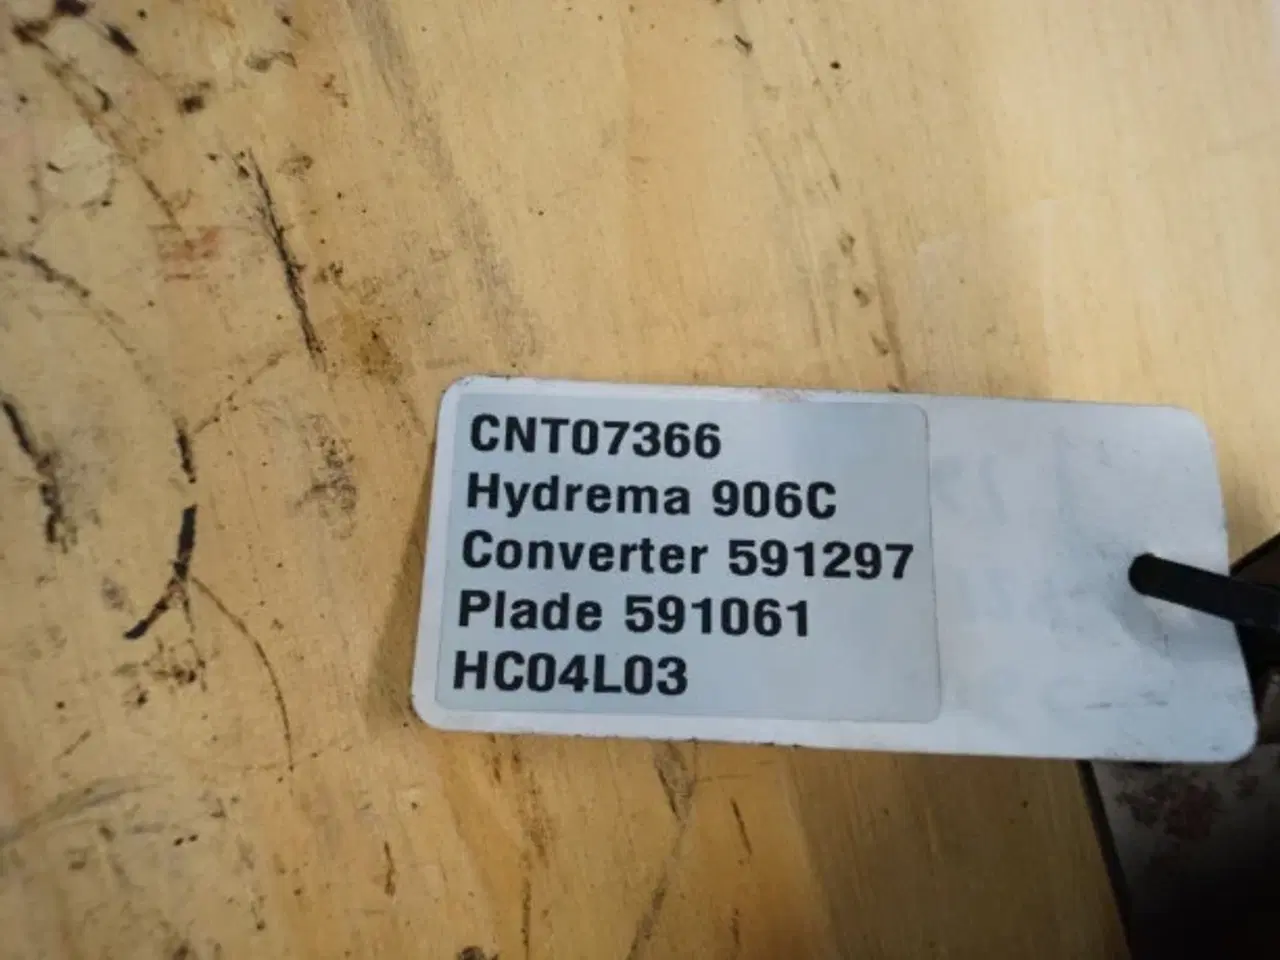 CNT07366
Hydrema 906C
Converter 591297
Plade 591061
HC04L03